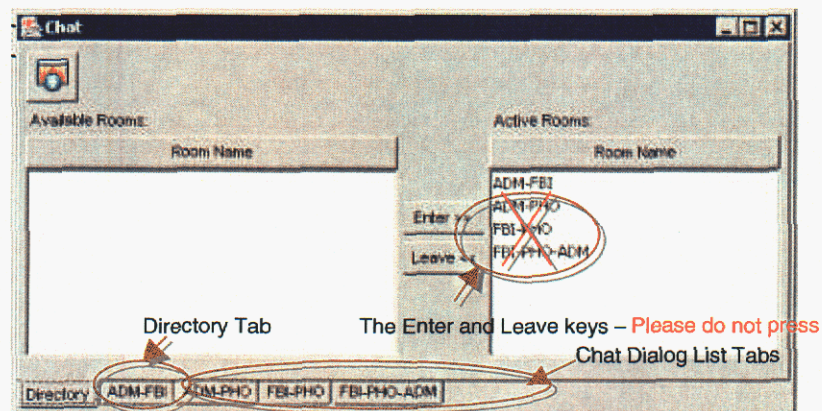 Chat
Available Rooms:
Active Rooms:
Room Name
Room Name
ADM-FBI
ADM-PHO
FBI-PHO
FBI-PHO-ADM
Enter >>
Leave <<
Directory Tab
The Enter and Leave keys – Please do not press
Chat Dialog List Tabs
Directory
ADM-FBI
ADM-PHO
FBI-PHO
FBI-PHO-ADM